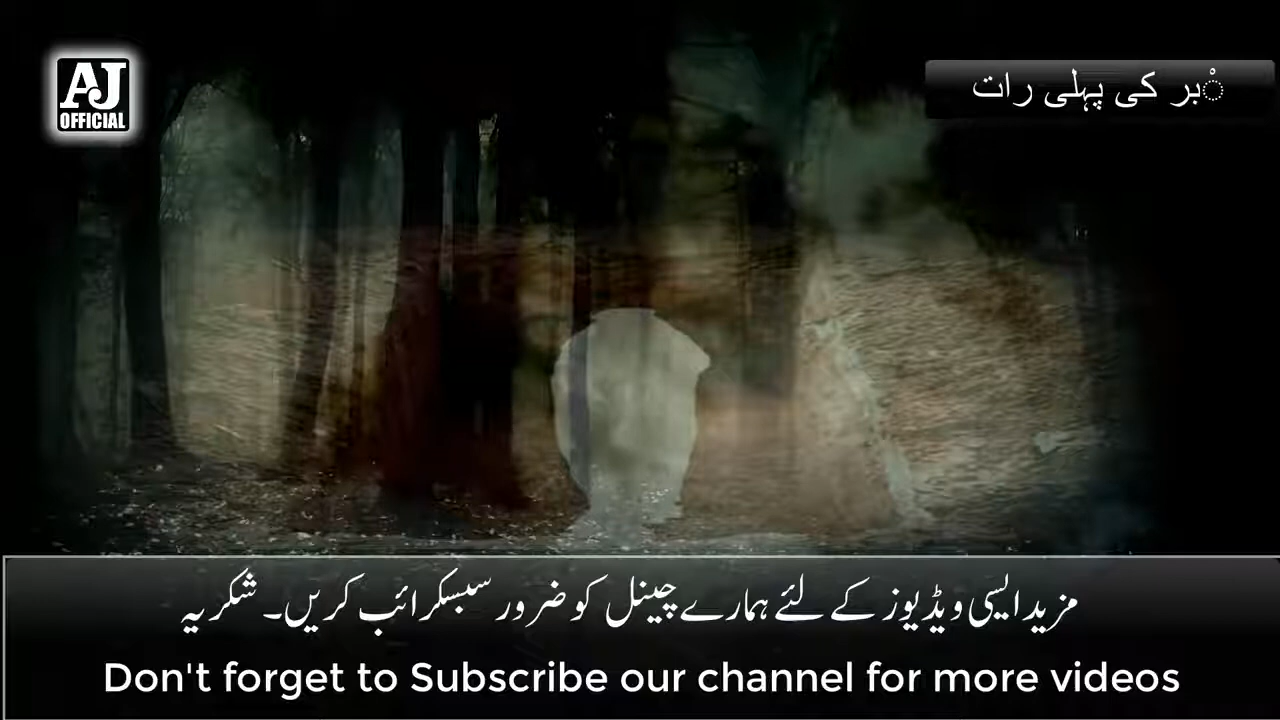 AJ
OFFICIAL
ْبر کی پہلی رات
مزید ایسی ویڈیوز کے لئے ہمارے چینل کو ضرور سبسکرائب کریں۔ شکریہ
Don't forget to Subscribe our channel for more videos